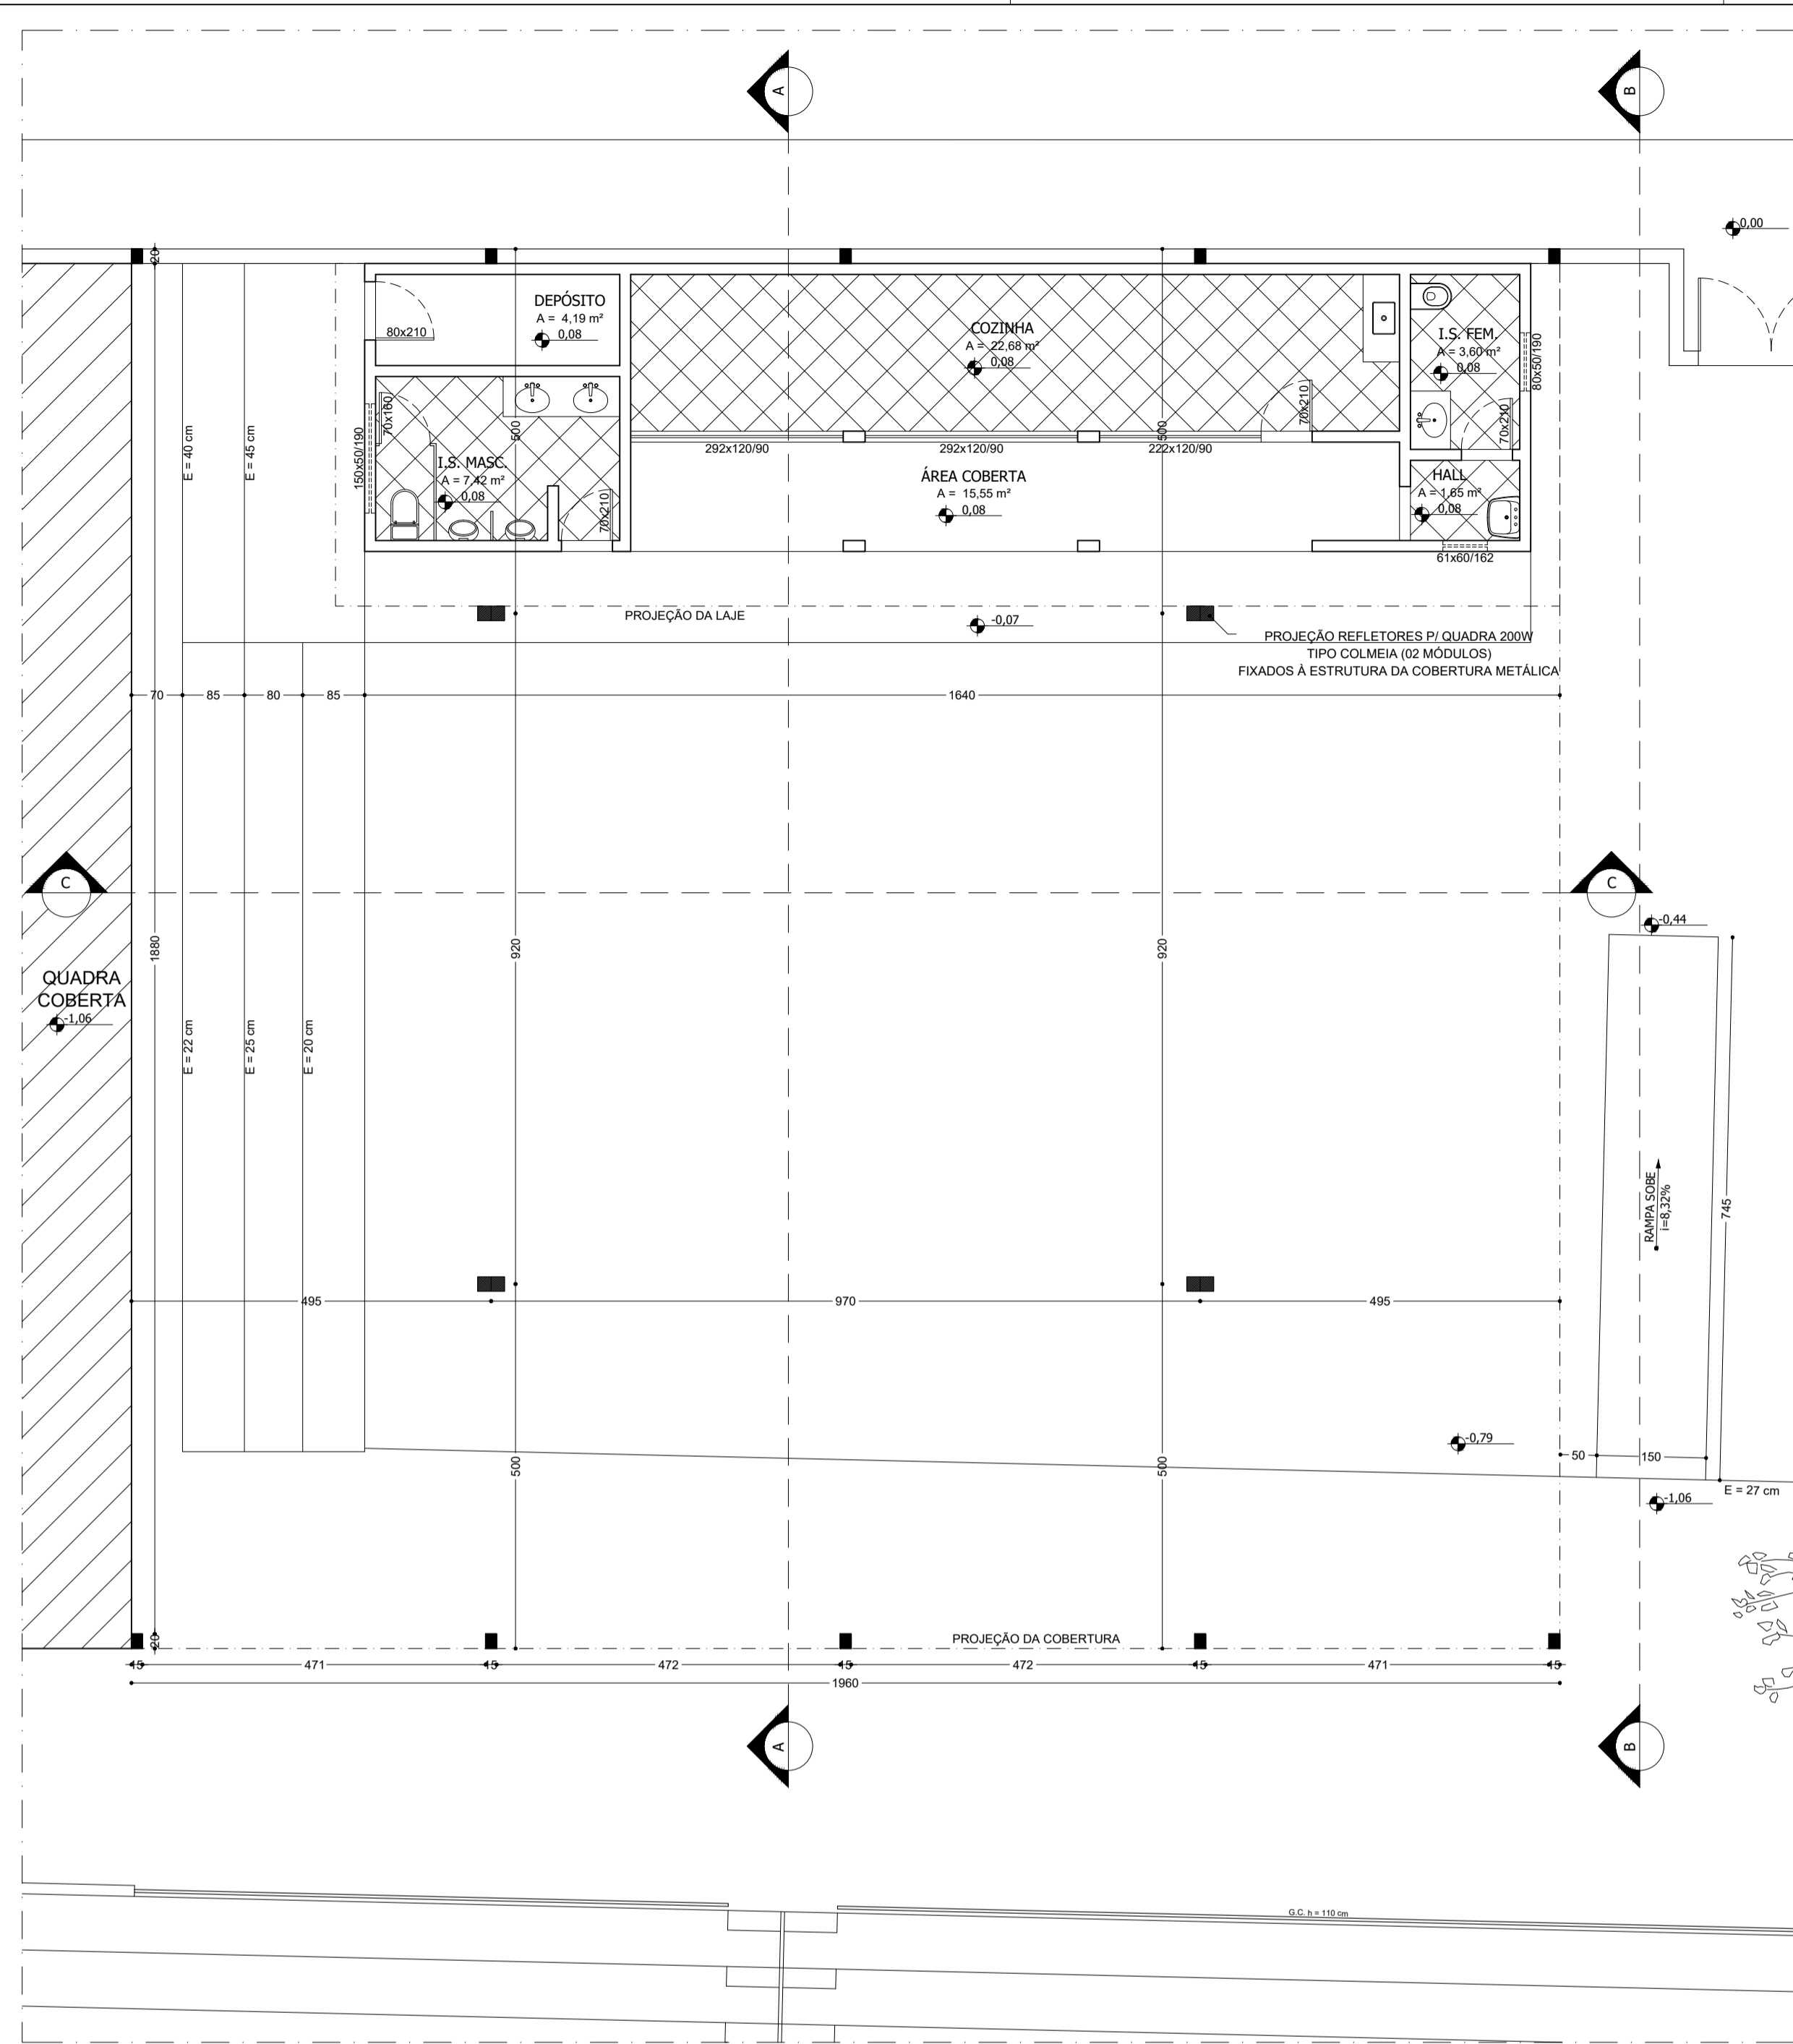 A
B
0,00
20
DEPÓSITO
A = 4,19 m²
0,08
80x210
COZINHA
A = 22,68 m²
0,08
I.S. FEM.
A = 3,60 m²
0,08
80x50/190
70x210
70x210
E = 40 cm
E = 45 cm
150x50/190
70x160
500
500
I.S. MASC.
A = 7,42 m²
0,08
70x210
292x120/90
292x120/90
222x120/90
ÁREA COBERTA
A = 15,55 m²
0,08
HALL
A = 1,65 m²
0,08
61x60/162
PROJEÇÃO DA LAJE
-0,07
PROJEÇÃO REFLETORES P/ QUADRA 200W
TIPO COLMEIA (02 MÓDULOS)
FIXADOS À ESTRUTURA DA COBERTURA METÁLICA
70
85
80
85
1640
C
C
-0,44
1880
920
920
QUADRA
COBERTA
-1,06
E = 22 cm
E = 25 cm
E = 20 cm
RAMPA SOBE
i=8,32%
745
495
970
495
-0,79
50
150
500
500
E = 27 cm
-1,06
20
PROJEÇÃO DA COBERTURA
15
471
15
472
15
472
15
471
15
1960
A
B
G.C. h = 110 cm